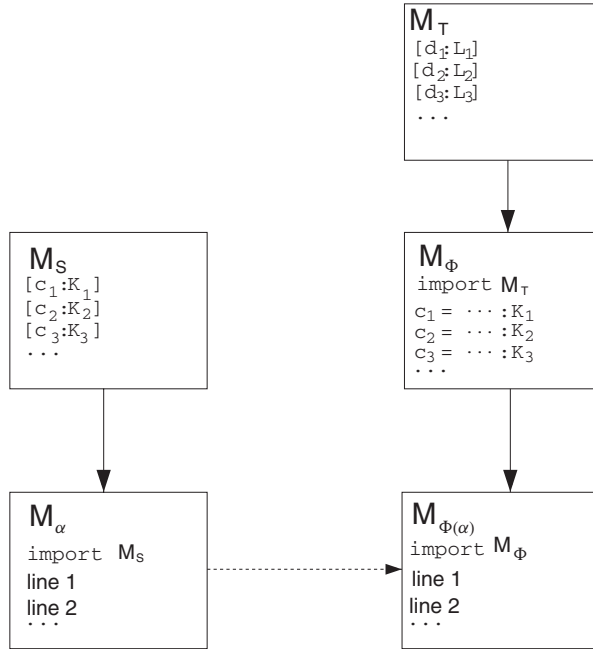 M_T
[d_1:L_1]
[d_2:L_2]
[d_3:L_3]
...
M_S
[c_1:K_1]
[c_2:K_2]
[c_3:K_3]
...
M_Φ
import M_T
c_1 = ··· :K_1
c_2 = ··· :K_2
c_3 = ··· :K_3
...
M_α
import M_S
line 1
line 2
...
M_Φ(α)
import M_Φ
line 1
line 2
...